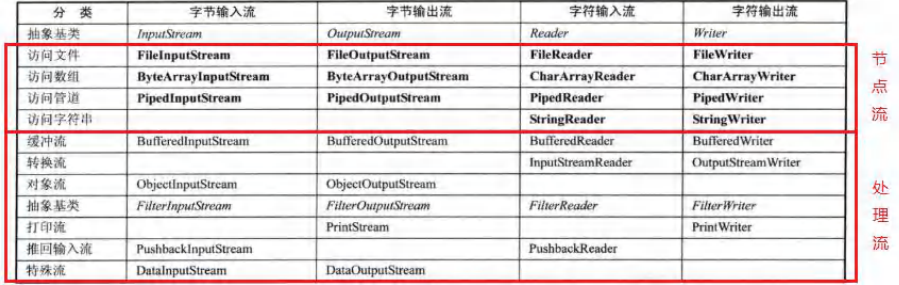 分 类 字节输入流 字节输出流 字符输入流 字符输出流
抽象基类 InputStream OutputStream Reader Writer
访问文件 FileInputStream FileOutputStream FileReader FileWriter
访问数组 ByteArrayInputStream ByteArrayOutputStream CharArrayReader CharArrayWriter
访问管道 PipedInputStream PipedOutputStream PipedReader PipedWriter
访问字符串 StringReader StringWriter
节点流
缓冲流 BufferedInputStream BufferedOutputStream BufferedReader BufferedWriter
转换流 InputStreamReader OutputStreamWriter
对象流 ObjectInputStream ObjectOutputStream
抽象基类 FilterInputStream FilterOutputStream FilterReader FilterWriter
打印流 PrintStream PrintWriter
推回输入流 PushbackInputStream PushbackReader
特殊流 DataInputStream DataOutputStream
处理流